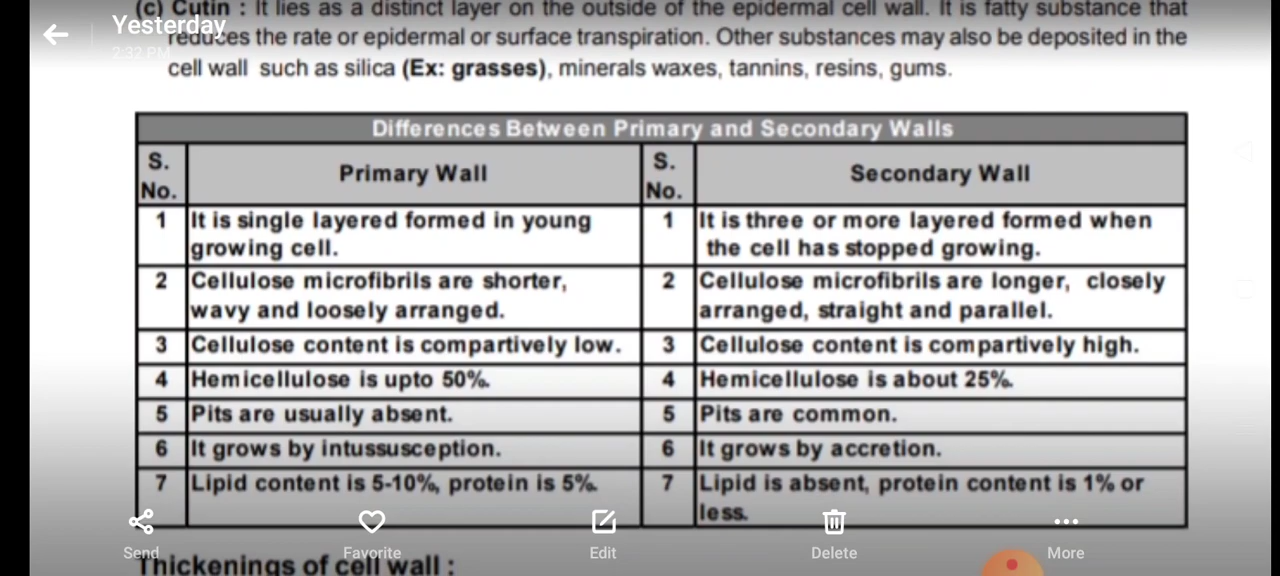 (c) Cutin : It lies as a distinct layer on the outside of the epidermal cell wall. It is fatty substance that
Yesterday
reduces the rate or epidermal or surface transpiration. Other substances may also be deposited in the
2:32 PM
cell wall such as silica (Ex: grasses), minerals waxes, tannins, resins, gums.
Differences Between Primary and Secondary Walls
S. No. Primary Wall S. No. Secondary Wall
1 It is single layered formed in young 1 It is three or more layered formed when
growing cell. the cell has stopped growing.
2 Cellulose microfibrils are shorter, 2 Cellulose microfibrils are longer, closely
wavy and loosely arranged. arranged, straight and parallel.
3 Cellulose content is compartively low. 3 Cellulose content is compartively high.
4 Hemicellulose is upto 50%. 4 Hemicellulose is about 25%.
5 Pits are usually absent. 5 Pits are common.
6 It grows by intussusception. 6 It grows by accretion.
7 Lipid content is 5-10%, protein is 5%. 7 Lipid is absent, protein content is 1% or
less.
Send Favorite Edit Delete More
Thickenings of cell wall :